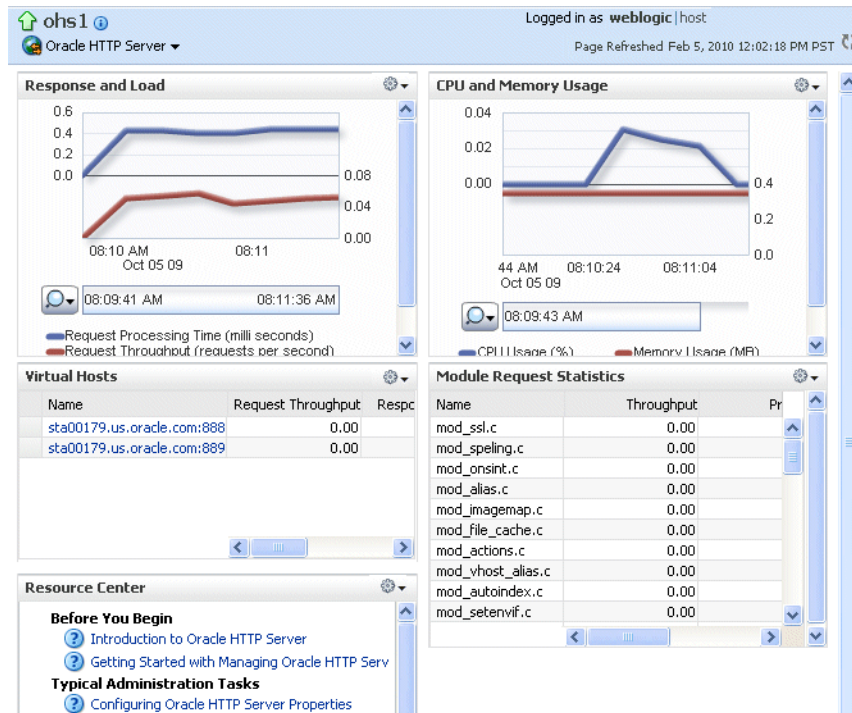 ohs1
Logged in as weblogic|host
Oracle HTTP Server
Page Refreshed Feb 5, 2010 12:02:18 PM PST
Response and Load
0.6
0.4
0.2
0.0
0.08
0.04
0.00
08:10 AM 08:11
Oct 05 09
08:09:41 AM 08:11:36 AM
Request Processing Time (milli seconds)
Request Throughput (requests per second)
CPU and Memory Usage
0.04
0.02
0.00
0.4
0.2
0.0
44 AM 08:10:24 08:11:04
Oct 05 09
08:09:43 AM
CPU Usage (%) Memory Usage (MB)
Virtual Hosts
Name Request Throughput Respc
sta00179.us.oracle.com:888 0.00
sta00179.us.oracle.com:889 0.00
Module Request Statistics
Name Throughput Pr
mod_ssl.c 0.00
mod_speling.c 0.00
mod_onsint.c 0.00
mod_alias.c 0.00
mod_imagemap.c 0.00
mod_file_cache.c 0.00
mod_actions.c 0.00
mod_vhost_alias.c 0.00
mod_autoindex.c 0.00
mod_setenvif.c 0.00
Resource Center
Before You Begin
Introduction to Oracle HTTP Server
Getting Started with Managing Oracle HTTP Serv
Typical Administration Tasks
Configuring Oracle HTTP Server Properties